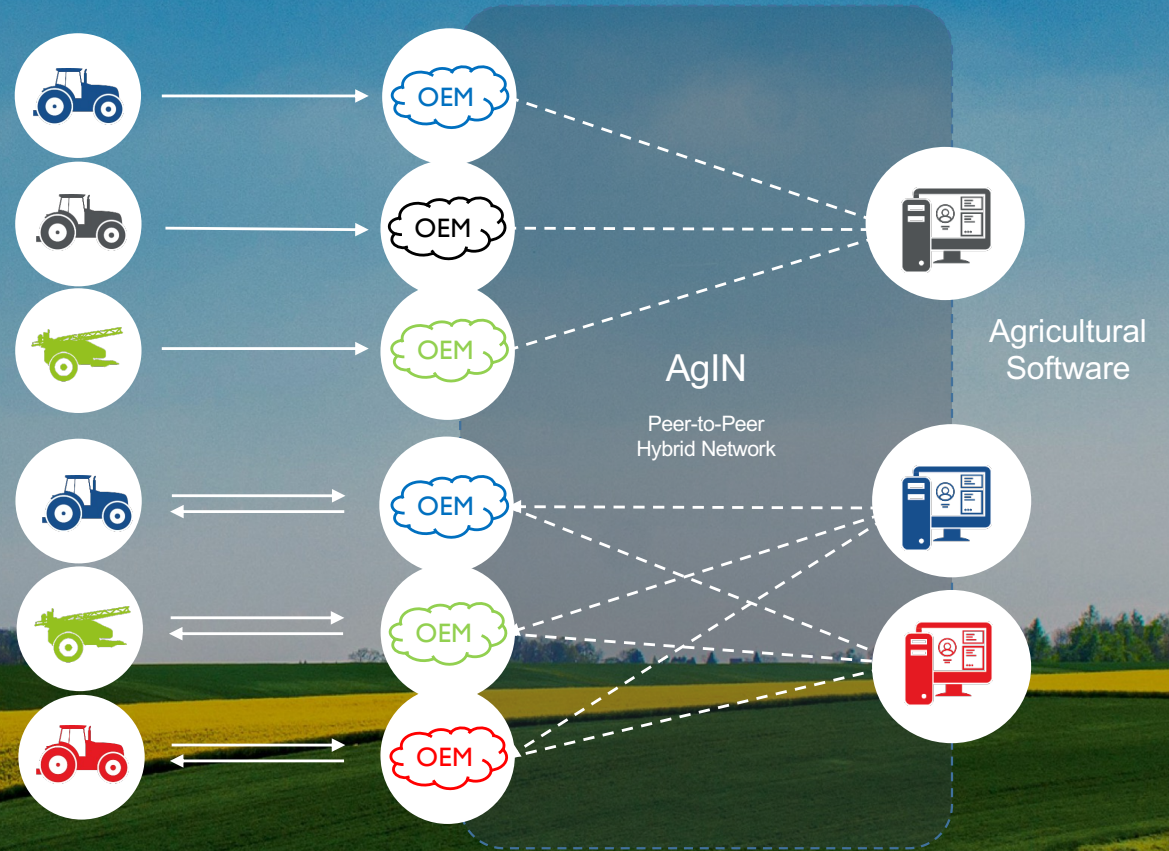 OEM
OEM
OEM
AgIN
Peer-to-Peer
Hybrid Network
Agricultural
Software
OEM
OEM
OEM